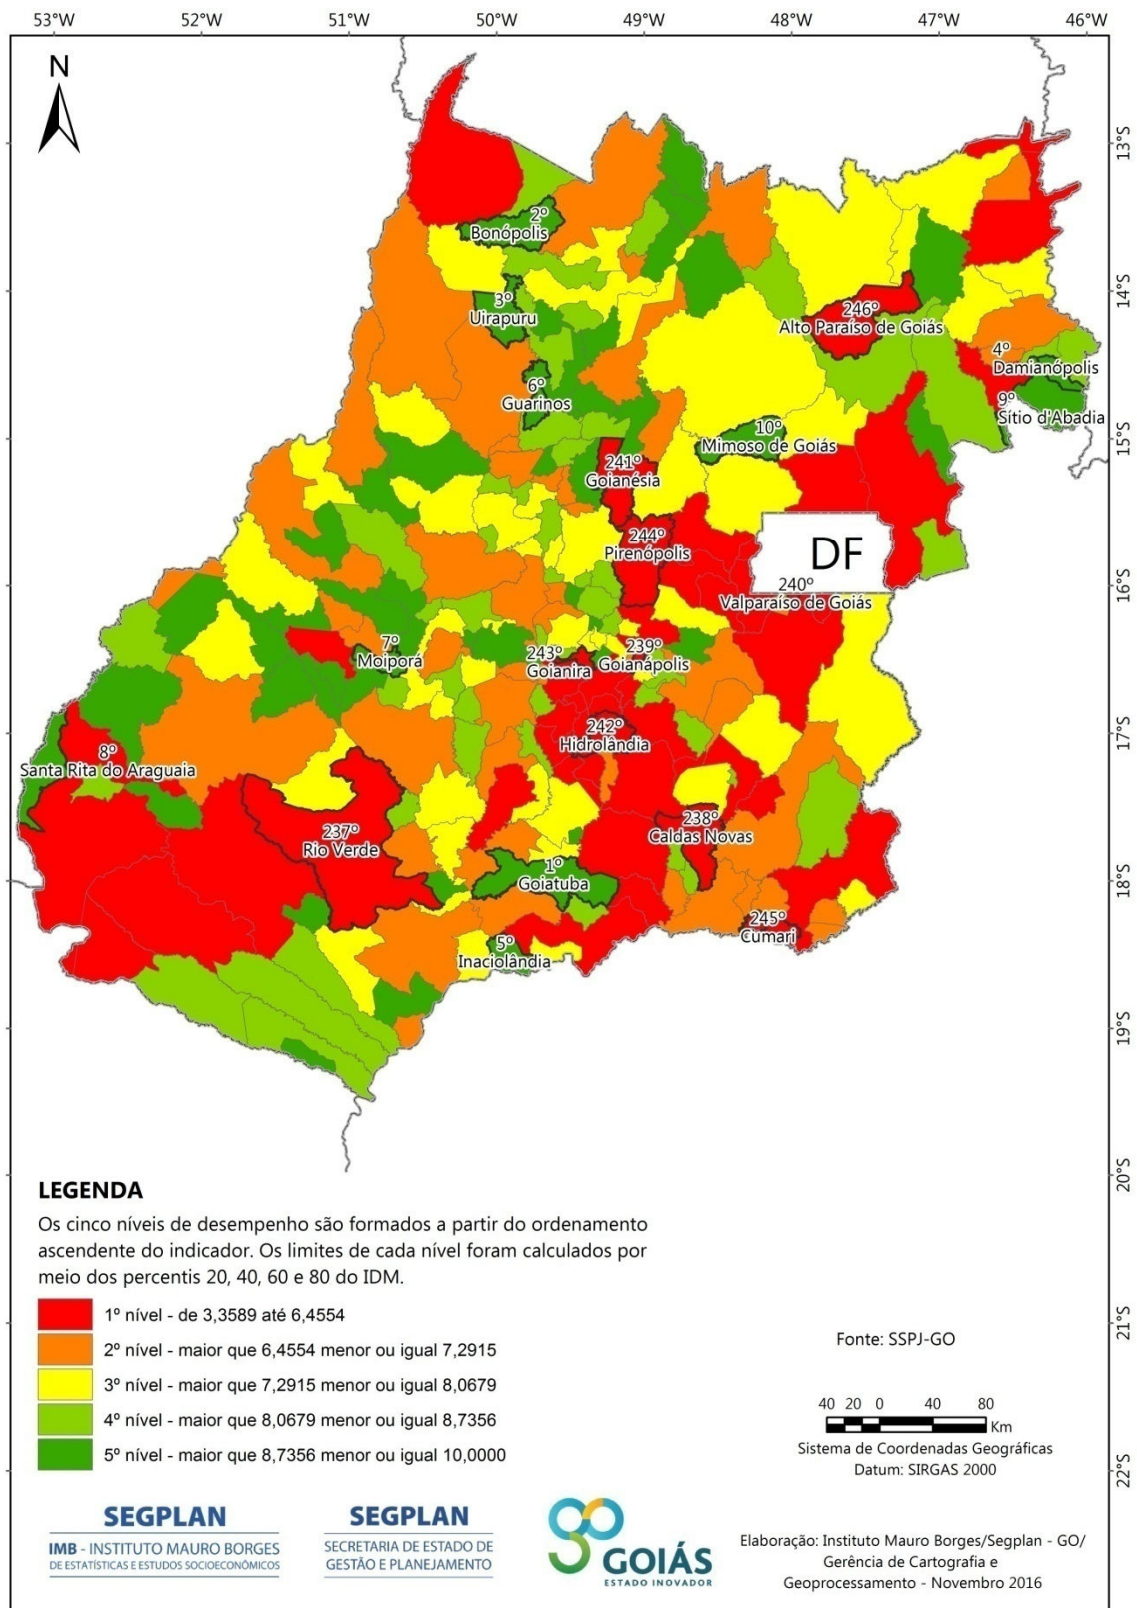 53°W 52°W 51°W 50°W 49°W 48°W 47°W 46°W
N
13°S
2º
Bonópolis
14°S
3º
Uirapuru
246º
Alto Paraíso de Goiás
4º
Damianópolis
6º
Guarinos
9º
Sítio d'Abadia
10º
Mimoso de Goiás
15°S
241º
Goianésia
244º
Pirenópolis
DF
16°S
240º
Valparaíso de Goiás
7º
Moiporá
243º
Goianira
239º
Goianápolis
242º
Hidrolândia
17°S
8º
Santa Rita do Araguaia
237º
Rio Verde
238º
Caldas Novas
1º
Goiatuba
18°S
245º
Cumari
5º
Inaciolândia
19°S
20°S
21°S
22°S
LEGENDA
Os cinco níveis de desempenho são formados a partir do ordenamento
ascendente do indicador. Os limites de cada nível foram calculados por
meio dos percentis 20, 40, 60 e 80 do IDM.
1º nível - de 3,3589 até 6,4554
2º nível - maior que 6,4554 menor ou igual 7,2915
3º nível - maior que 7,2915 menor ou igual 8,0679
4º nível - maior que 8,0679 menor ou igual 8,7356
5º nível - maior que 8,7356 menor ou igual 10,0000
Fonte: SSPJ-GO
40 20 0 40 80
Km
Sistema de Coordenadas Geográficas
Datum: SIRGAS 2000
SEGPLAN
IMB - INSTITUTO MAURO BORGES
DE ESTATÍSTICAS E ESTUDOS SOCIOECONÔMICOS
SEGPLAN
SECRETARIA DE ESTADO DE
GESTÃO E PLANEJAMENTO
GOIÁS
ESTADO INOVADOR
Elaboração: Instituto Mauro Borges/Segplan - GO/
Gerência de Cartografia e
Geoprocessamento - Novembro 2016